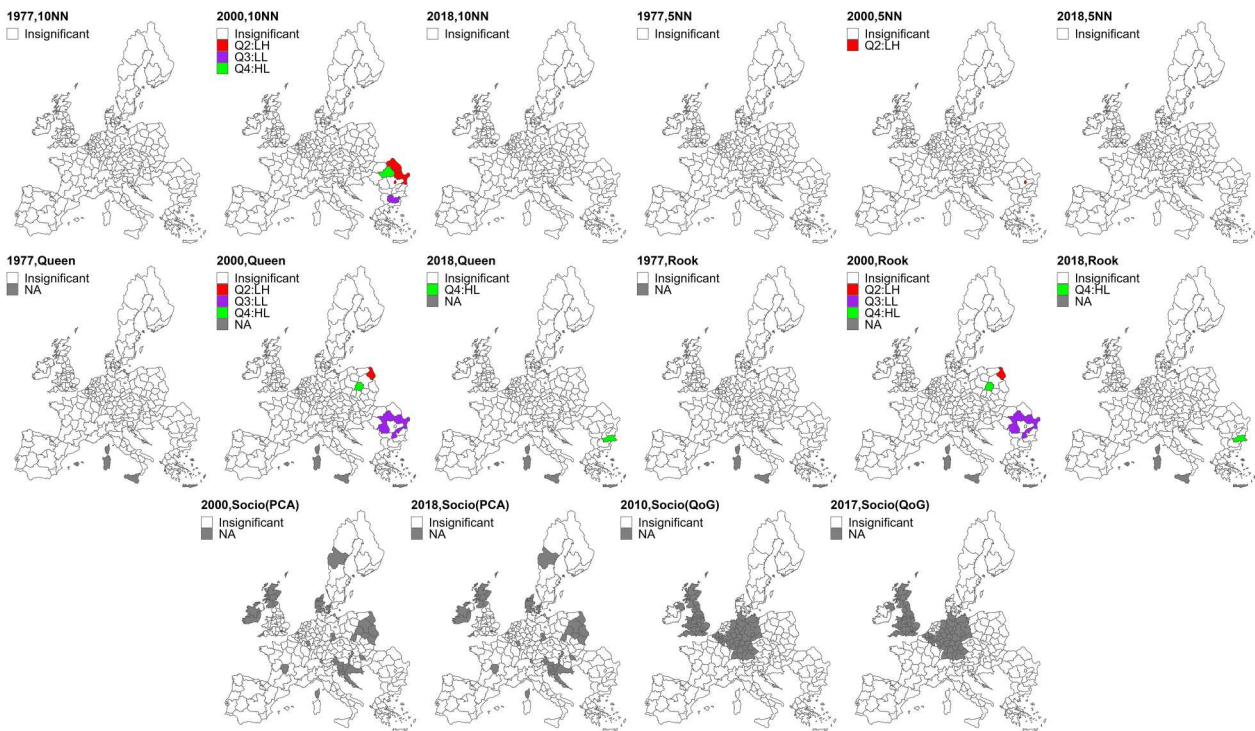 1977,10NN
Insignificant
2000,10NN
Insignificant
Q2:LH
Q3:LL
Q4:HL
2018,10NN
Insignificant
1977,5NN
Insignificant
2000,5NN
Insignificant
Q2:LH
2018,5NN
Insignificant
1977,Queen
Insignificant
NA
2000,Queen
Insignificant
Q2:LH
Q3:LL
Q4:HL
NA
2018,Queen
Insignificant
Q4:HL
NA
1977,Rook
Insignificant
NA
2000,Rook
Insignificant
Q2:LH
Q3:LL
Q4:HL
NA
2018,Rook
Insignificant
Q4:HL
NA
2000,Socio(PCA)
Insignificant
NA
2018,Socio(PCA)
Insignificant
NA
2010,Socio(QoG)
Insignificant
NA
2017,Socio(QoG)
Insignificant
NA